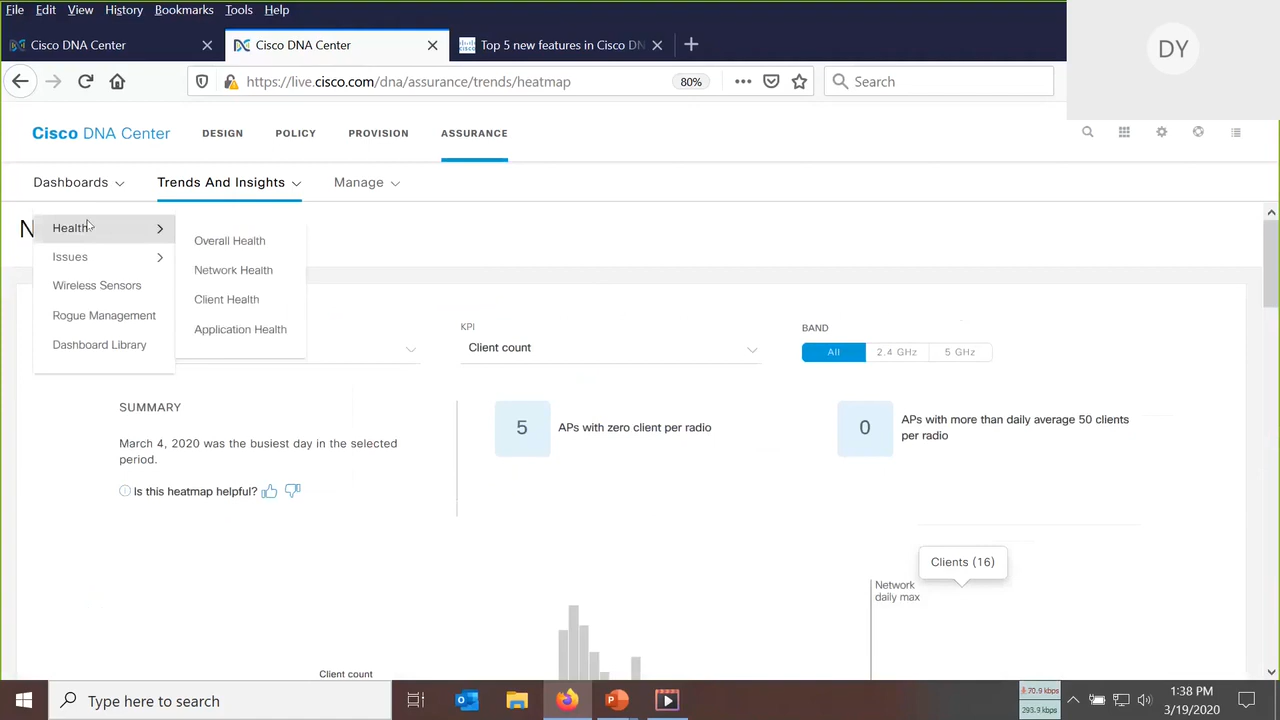 File Edit View History Bookmarks Tools Help
Cisco DNA Center
Cisco DNA Center
Top 5 new features in Cisco DN
DY
https://live.cisco.com/dna/assurance/trends/heatmap
80%
Search
Cisco DNA Center
DESIGN
POLICY
PROVISION
ASSURANCE
Dashboards
Trends And Insights
Manage
N
Health
Issues
Wireless Sensors
Rogue Management
Dashboard Library
Overall Health
Network Health
Client Health
Application Health
KPI
Client count
BAND
All
2.4 GHz
5 GHz
SUMMARY
March 4, 2020 was the busiest day in the selected
period.
Is this heatmap helpful?
5
APs with zero client per radio
0
APs with more than daily average 50 clients
per radio
Clients (16)
Network
daily max
Client count
Type here to search
70.9 kbps
293.9 kbps
1:38 PM
3/19/2020